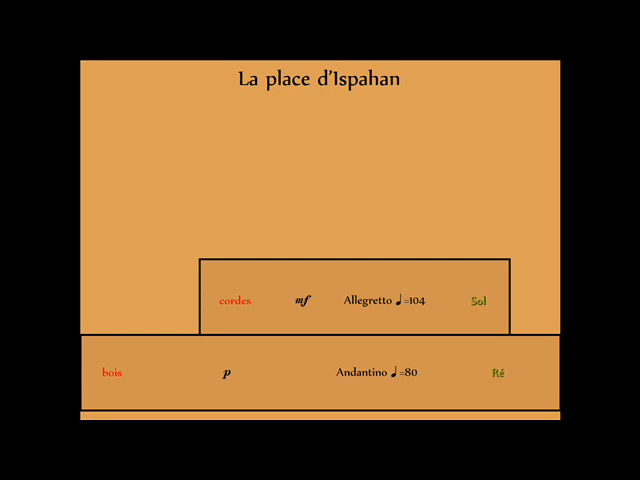 La place d'Ispahan
cordes mf Allegretto ♩=104 Sol
bois p Andantino ♩=80 Ré